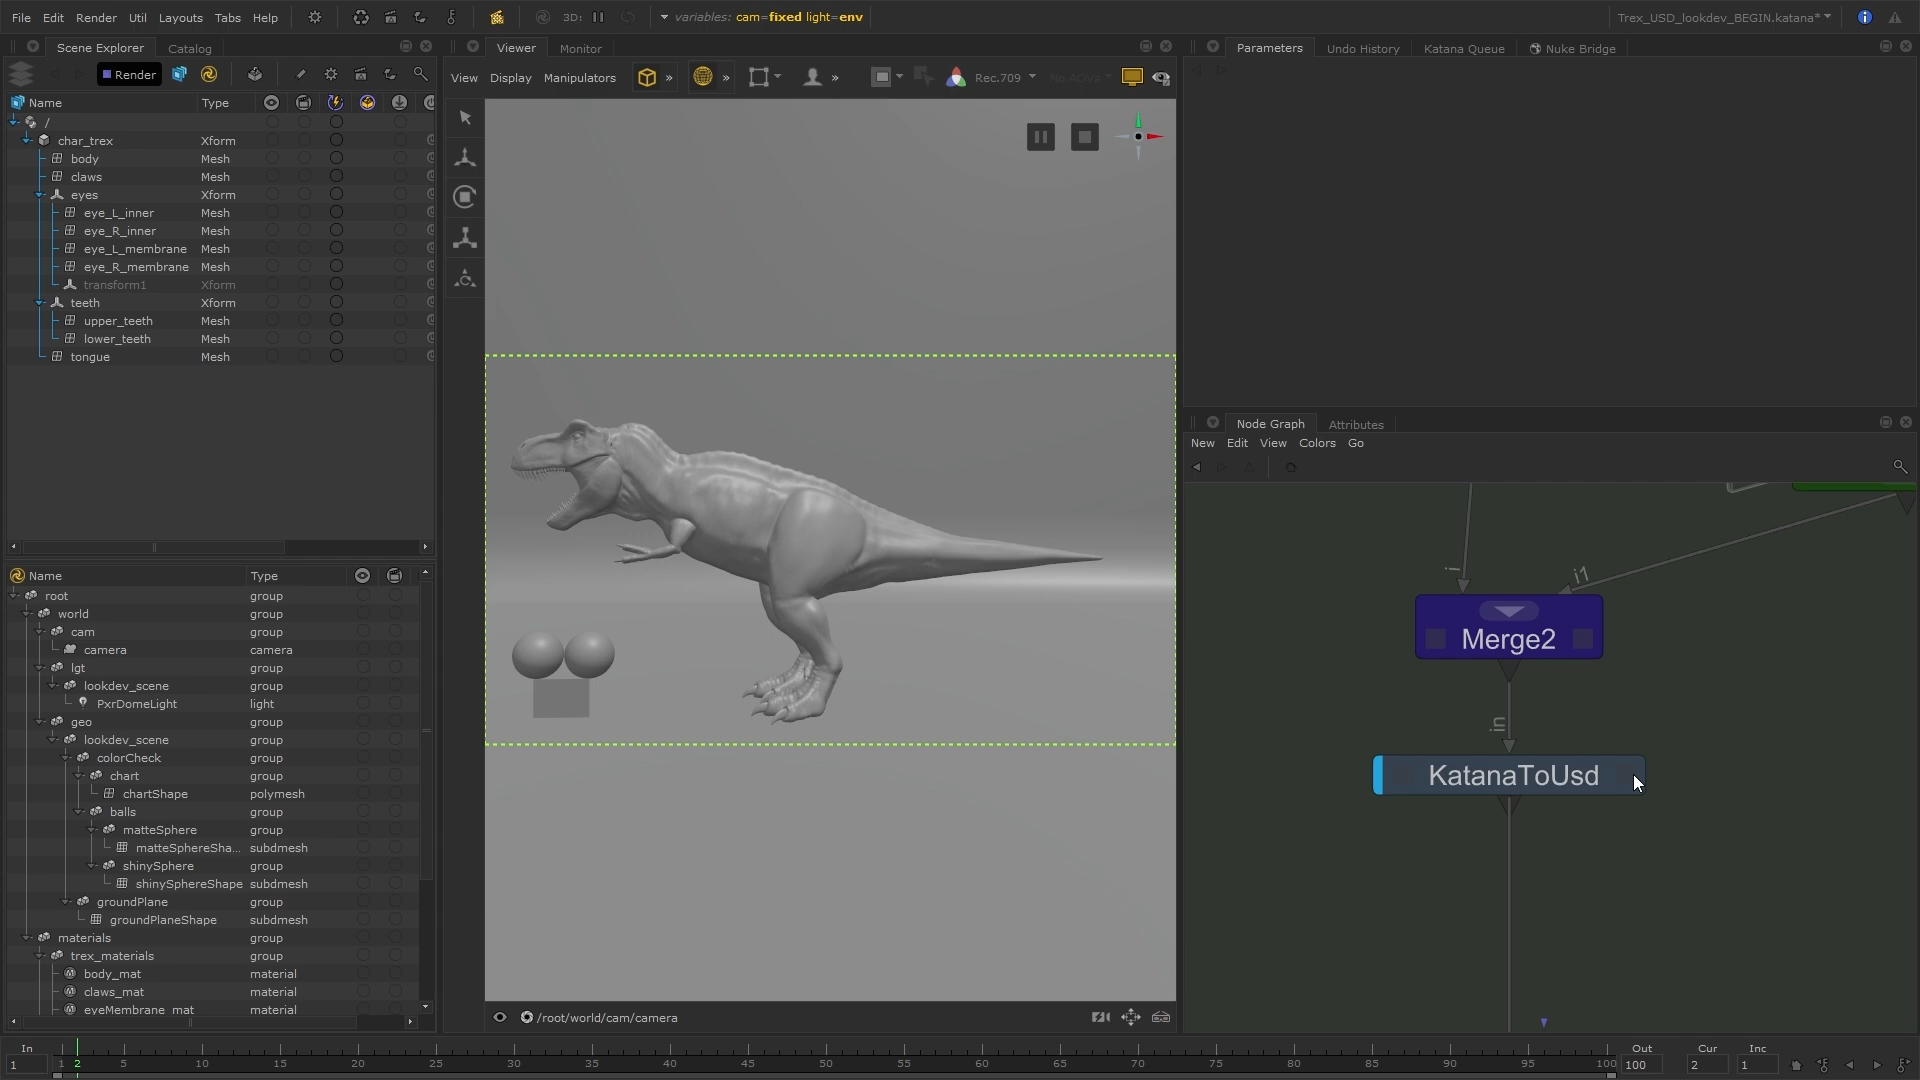 File Edit Render Util Layouts Tabs Help 3D: variables: cam=fixed light=env Trex_USD_lookdev_BEGIN.katana*
Scene Explorer Catalog
Render
Name Type
/
char_trex Xform
body Mesh
claws Mesh
eyes Xform
eye_L_inner Mesh
eye_R_inner Mesh
eye_L_membrane Mesh
eye_R_membrane Mesh
transform1 Xform
teeth Xform
upper_teeth Mesh
lower_teeth Mesh
tongue Mesh
Name Type
root group
world group
cam group
camera camera
lgt group
lookdev_scene group
PxrDomeLight light
geo group
lookdev_scene group
colorCheck group
chart group
chartShape polymesh
balls group
matteSphere group
matteSphereSha... subdmesh
shinySphere group
shinySphereShape subdmesh
groundPlane group
groundPlaneShape subdmesh
materials group
trex_materials group
body_mat material
claws_mat material
eyeMembrane_mat material
Viewer Monitor
View Display Manipulators Rec.709 No AOVs
/root/world/cam/camera
Parameters Undo History Katana Queue Nuke Bridge
Node Graph Attributes
New Edit View Colors Go
i i1
Merge2
in
KatanaToUsd
In Out Cur Inc
1 1 2 5 10 15 20 25 30 35 40 45 50 55 60 65 70 75 80 85 90 95 100 100 2 1